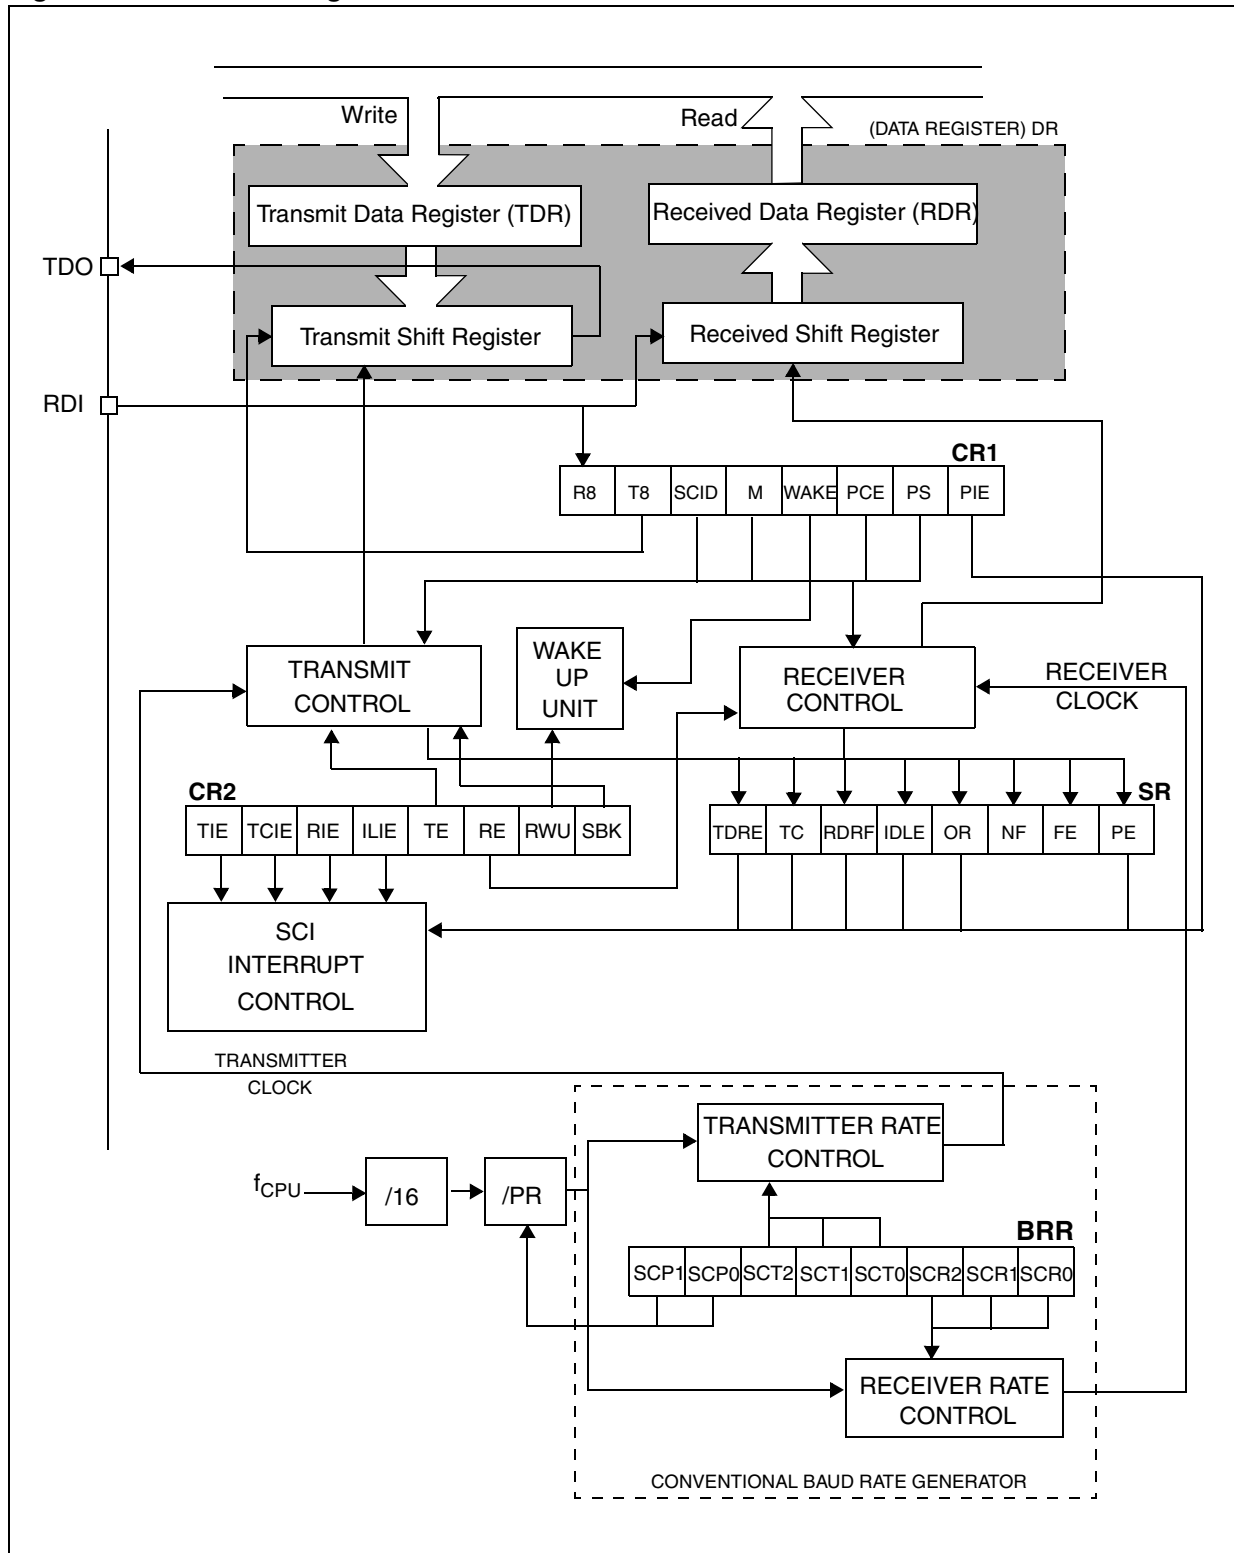 Write
Read
(DATA REGISTER) DR
Transmit Data Register (TDR)
Received Data Register (RDR)
TDO
Transmit Shift Register
Received Shift Register
RDI
CR1
R8 T8 SCID M WAKE PCE PS PIE
TRANSMIT
CONTROL
WAKE
UP
UNIT
RECEIVER
CONTROL
RECEIVER
CLOCK
CR2
TIE TCIE RIE ILIE TE RE RWU SBK
SR
TDRE TC RDRF IDLE OR NF FE PE
SCI
INTERRUPT
CONTROL
TRANSMITTER
CLOCK
TRANSMITTER RATE
CONTROL
fCPU
/16
/PR
BRR
SCP1 SCP0 SCT2 SCT1 SCT0 SCR2 SCR1 SCR0
RECEIVER RATE
CONTROL
CONVENTIONAL BAUD RATE GENERATOR